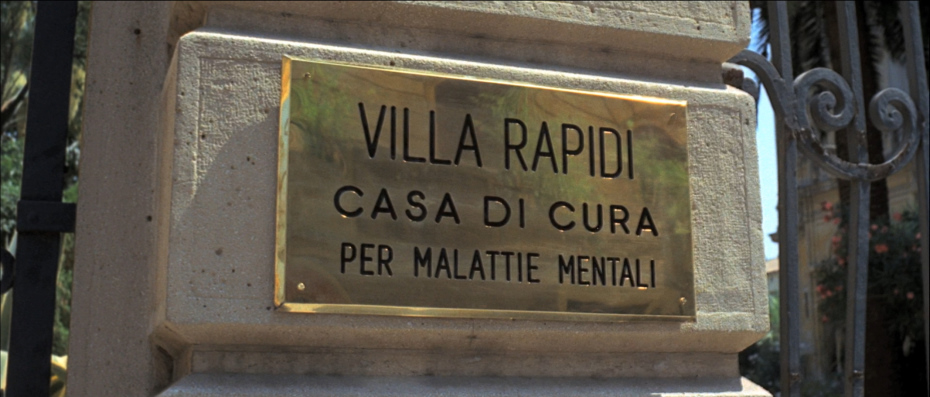 VILLA RAPIDI
CASA DI CURA
PER MALATTIE MENTALI